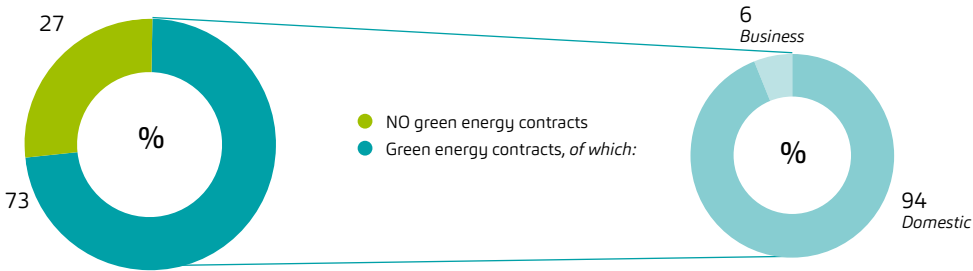 27
73
%
NO green energy contracts
Green energy contracts, of which:
6
Business
%
94
Domestic